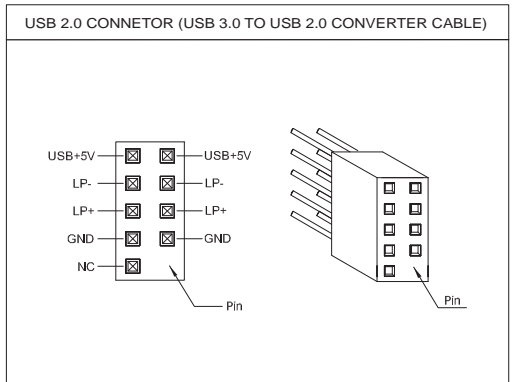 USB 2.0 CONNETOR (USB 3.0 TO USB 2.0 CONVERTER CABLE)
USB+5V USB+5V
LP- LP-
LP+ LP+
GND GND
NC
Pin
Pin